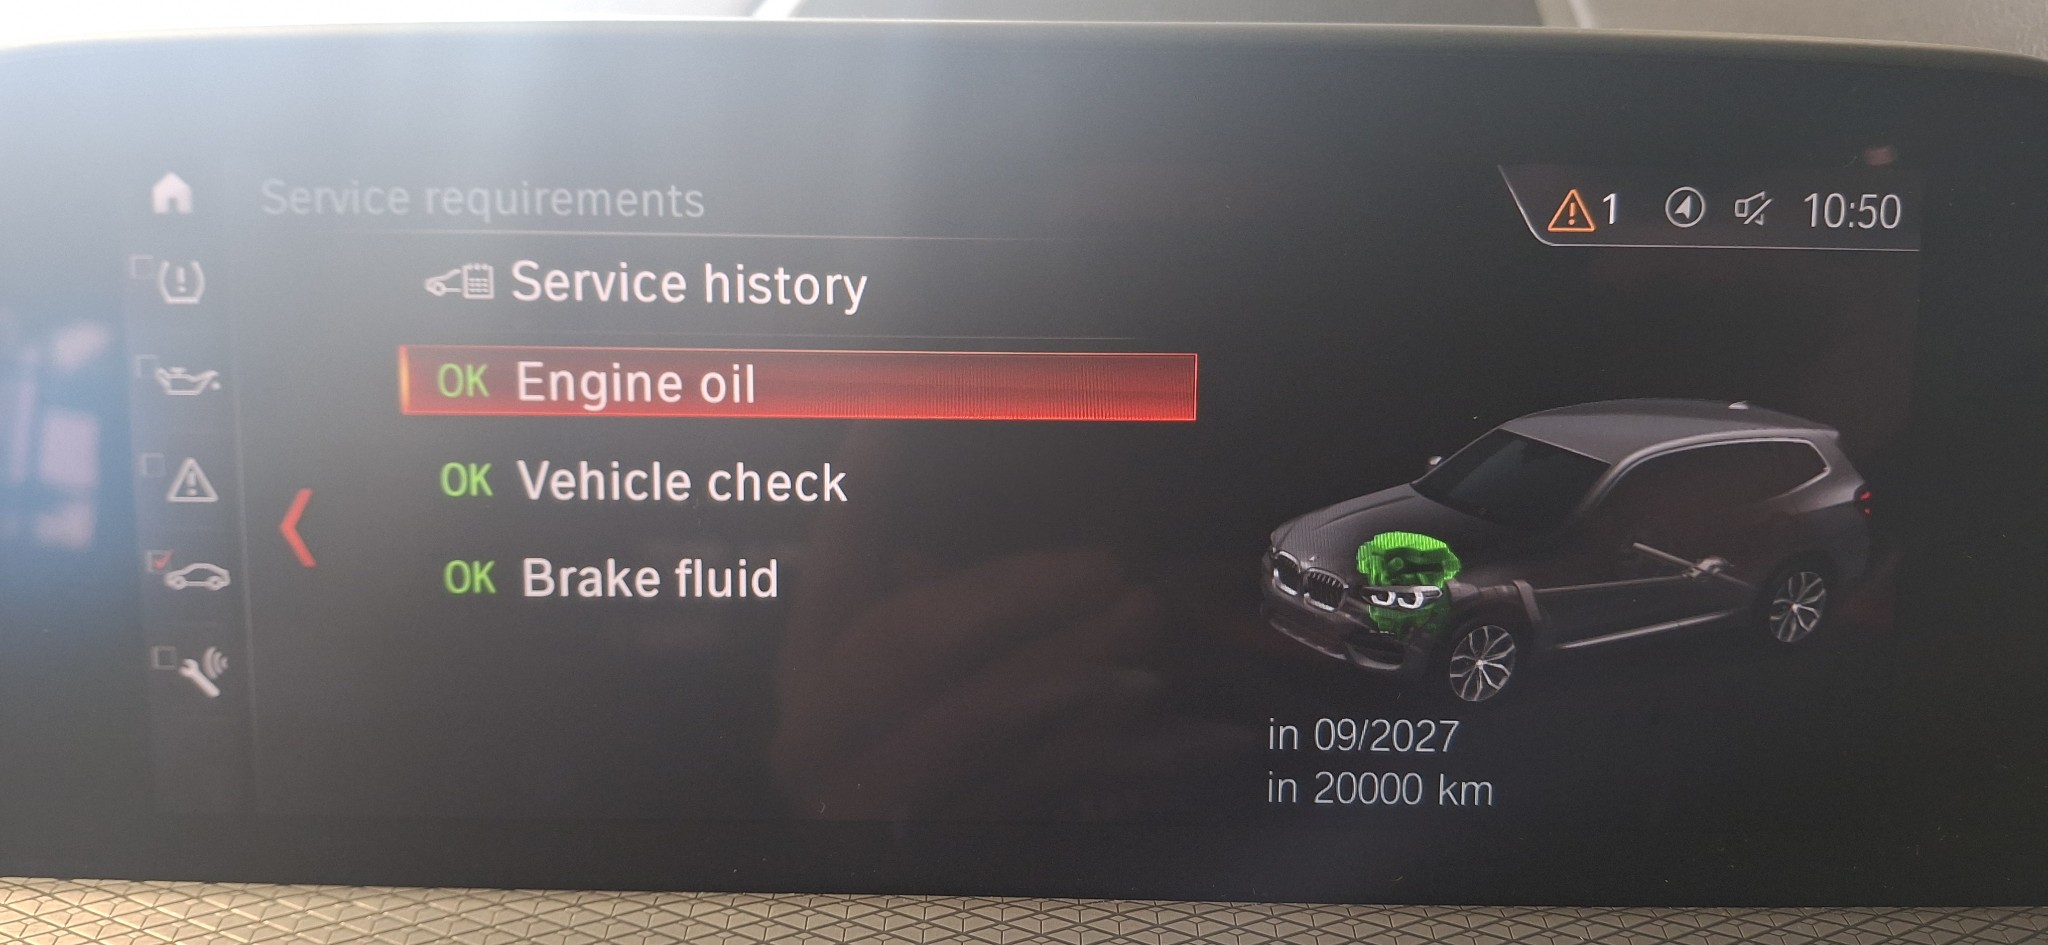 Service requirements
1 10:50
Service history
OK Engine oil
OK Vehicle check
OK Brake fluid
in 09/2027
in 20000 km